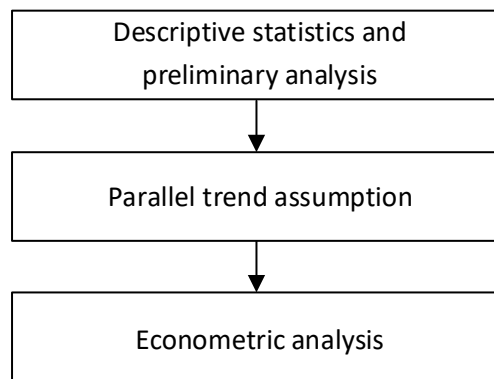 Descriptive statistics and
preliminary analysis
Parallel trend assumption
Econometric analysis